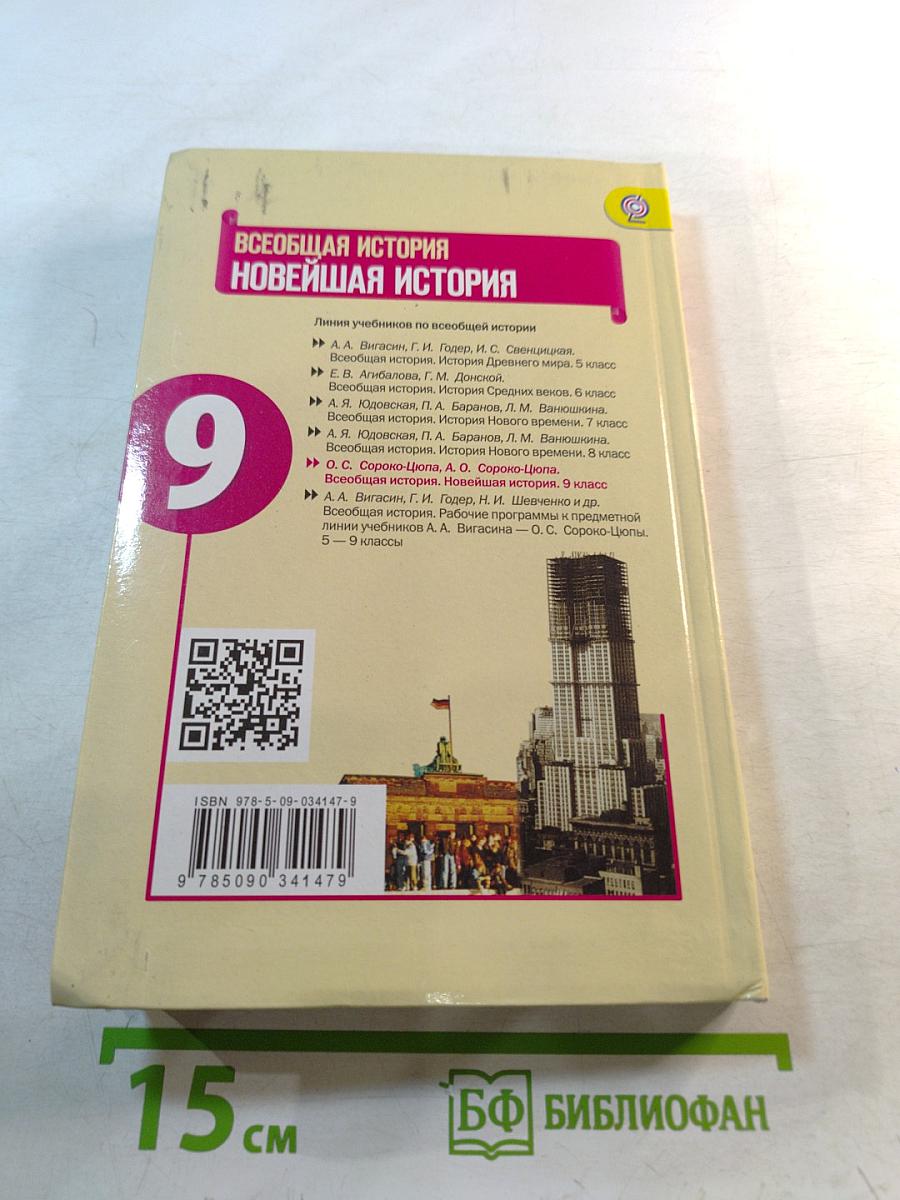 ВСЕОБЩАЯ ИСТОРИЯ
НОВЕЙШАЯ ИСТОРИЯ
Линия учебников по всеобщей истории
А. А. Вигасин, Г. И. Годер, И. С. Свенцицкая.
Всеобщая история. История Древнего мира. 5 класс
Е. В. Агибалова, Г. М. Донской.
Всеобщая история. История Средних веков. 6 класс
А. Я. Юдовская, П. А. Баранов, Л. М. Ванюшкина.
Всеобщая история. История Нового времени. 7 класс
А. Я. Юдовская, П. А. Баранов, Л. М. Ванюшкина.
Всеобщая история. История Нового времени. 8 класс
О. С. Сороко-Цюпа, А. О. Сороко-Цюпа.
Всеобщая история. Новейшая история. 9 класс
А. А. Вигасин, Г. И. Годер, Н. И. Шевченко и др.
Всеобщая история. Рабочие программы к предметной
линии учебников А. А. Вигасина — О. С. Сороко-Цюпы.
5 — 9 классы
9
ISBN 978-5-09-034147-9
9 785090 341479
15 см
БФ БИБЛИОФАН